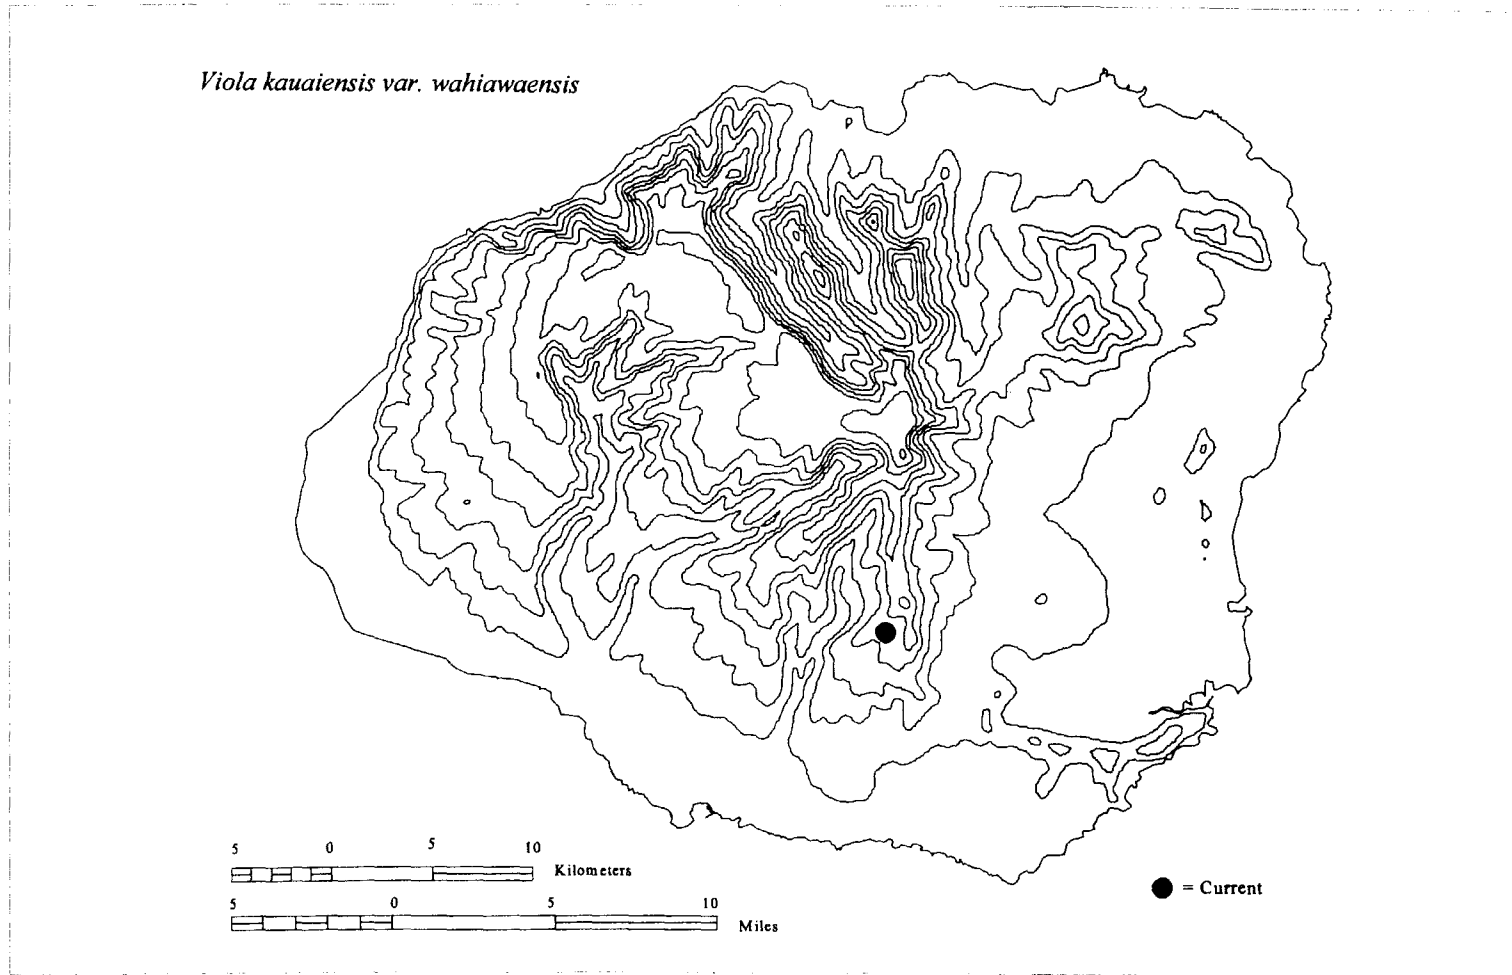 Viola kauaiensis var. wahiawaensis
5 0 5 10
Kilometers
5 0 5 10
Miles
= Current